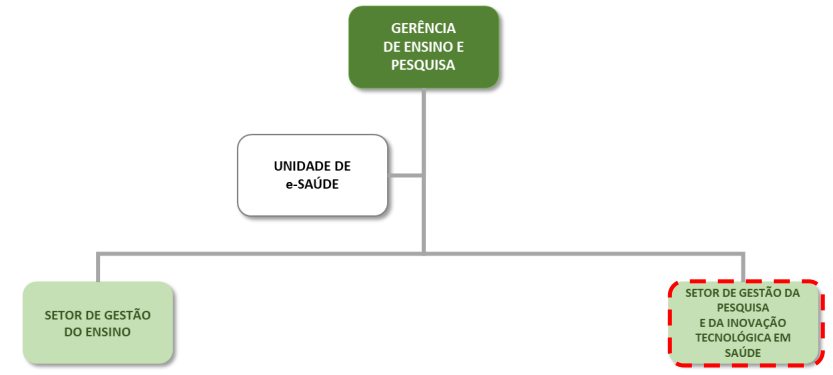 GERÊNCIA
DE ENSINO E
PESQUISA
UNIDADE DE
e-SAÚDE
SETOR DE GESTÃO
DO ENSINO
SETOR DE GESTÃO DA
PESQUISA
E DA INOVAÇÃO
TECNOLÓGICA EM
SAÚDE